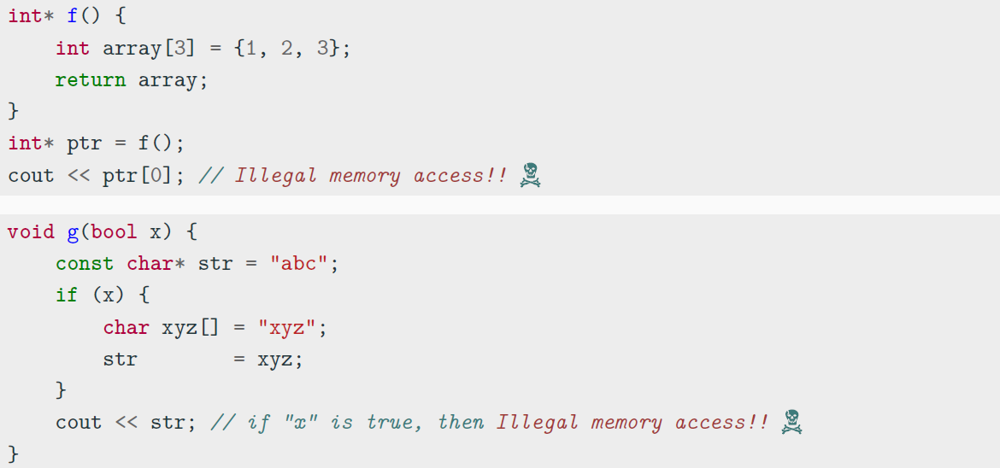 int* f() {
    int array[3] = {1, 2, 3};
    return array;
}
int* ptr = f();
cout << ptr[0]; // Illegal memory access!! ☠
void g(bool x) {
    const char* str = "abc";
    if (x) {
        char xyz[] = "xyz";
        str        = xyz;
    }
    cout << str; // if "x" is true, then Illegal memory access!! ☠
}